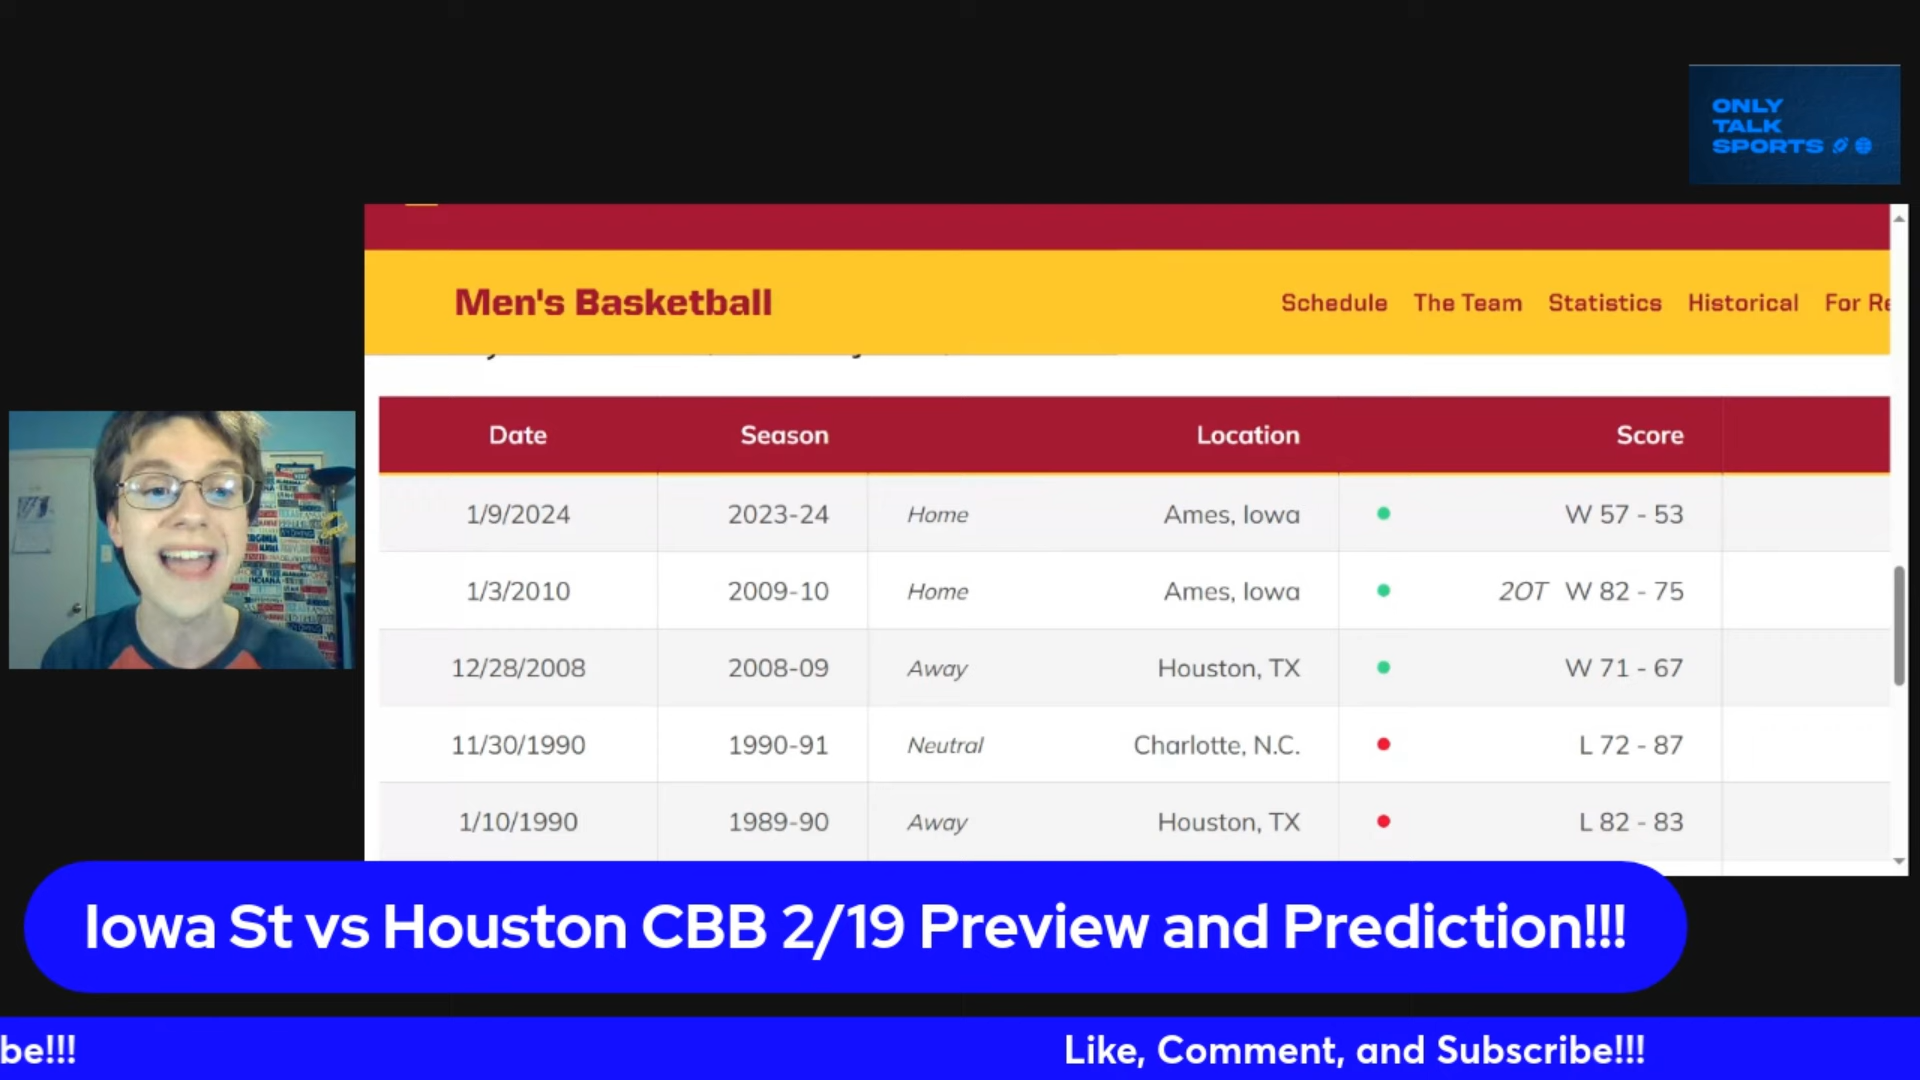 ONLY
TALK
SPORTS
Men's Basketball
Schedule The Team Statistics Historical For Re
Date Season Location Score
1/9/2024 2023-24 Home Ames, Iowa W 57 - 53
1/3/2010 2009-10 Home Ames, Iowa 2OT W 82 - 75
12/28/2008 2008-09 Away Houston, TX W 71 - 67
11/30/1990 1990-91 Neutral Charlotte, N.C. L 72 - 87
1/10/1990 1989-90 Away Houston, TX L 82 - 83
Iowa St vs Houston CBB 2/19 Preview and Prediction!!!
be!!! Like, Comment, and Subscribe!!!